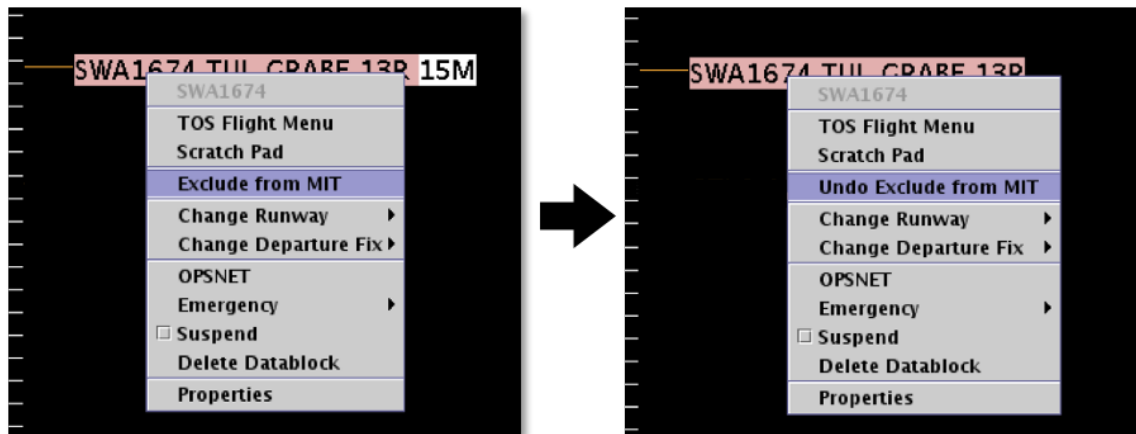 SWA1674 TUL GRABE 13R 15M
SWA1674
TOS Flight Menu
Scratch Pad
Exclude from MIT
Change Runway
Change Departure Fix
OPSNET
Emergency
Suspend
Delete Datablock
Properties
SWA1674 TUL GRABE 13R
SWA1674
TOS Flight Menu
Scratch Pad
Undo Exclude from MIT
Change Runway
Change Departure Fix
OPSNET
Emergency
Suspend
Delete Datablock
Properties